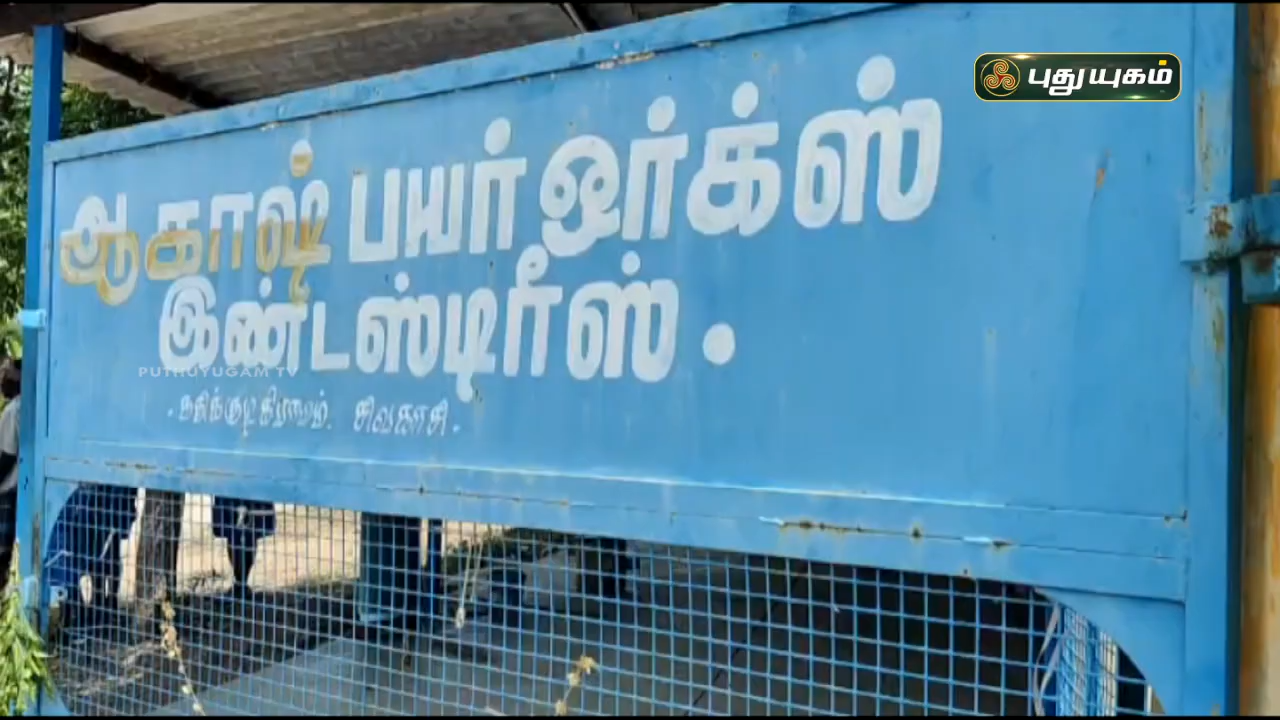 புதுயுகம்
ஆகாஷ் பயர் ஒர்க்ஸ்
இண்டஸ்டிரீஸ்.
PUTHUYUGAM TV
சிவகாசி.